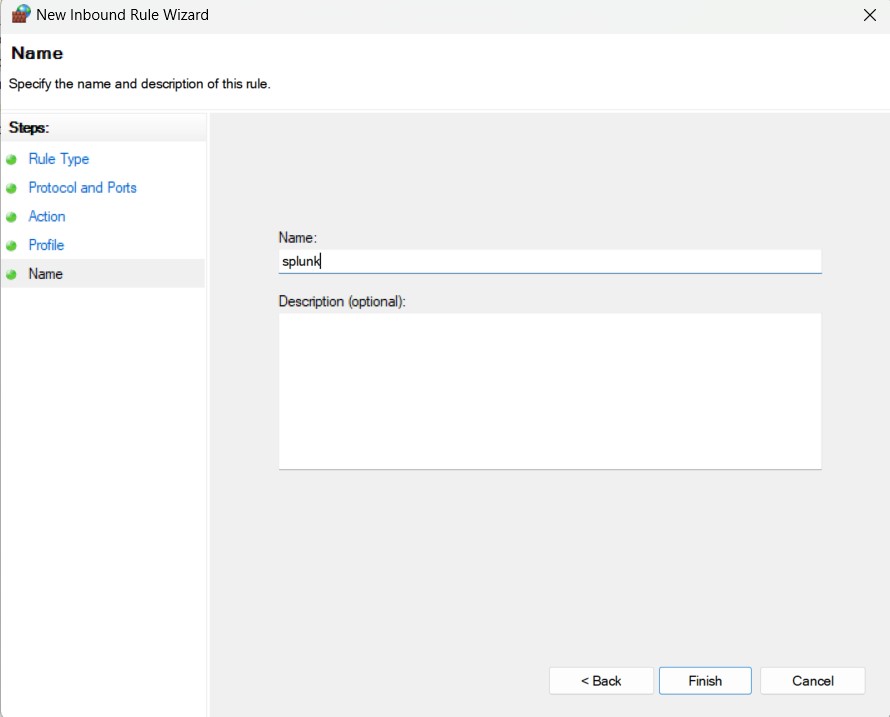 New Inbound Rule Wizard
Name
Specify the name and description of this rule.
Steps:
Rule Type
Protocol and Ports
Action
Profile
Name
Name:
splunk
Description (optional):
< Back
Finish
Cancel